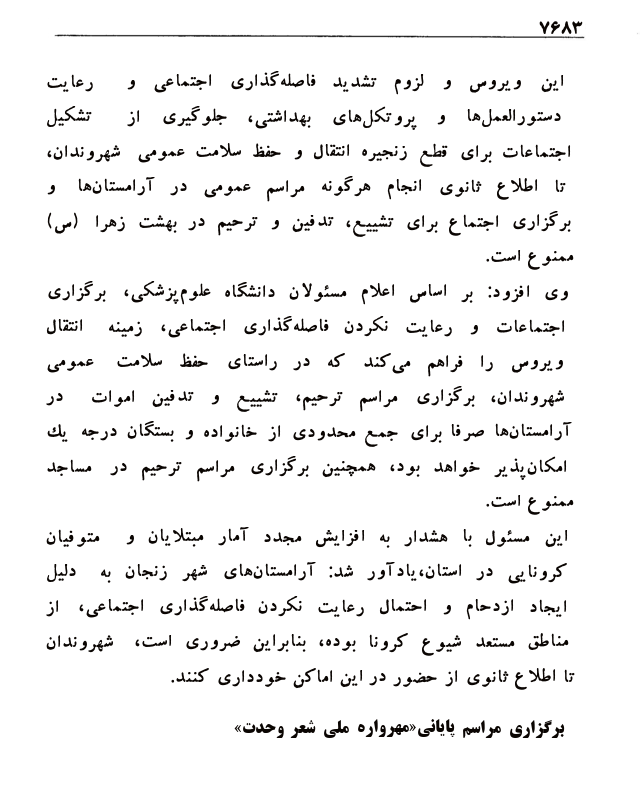 ۷۶۸۳
این ویروس و لزوم تشدید فاصله‌گذاری اجتماعی و رعایت
دستورالعمل‌ها و پروتکل‌های بهداشتی، جلوگیری از تشکیل
اجتماعات برای قطع زنجیره انتقال و حفظ سلامت عمومی شهروندان،
تا اطلاع ثانوی انجام هرگونه مراسم عمومی در آرامستان‌ها و
برگزاری اجتماع برای تشییع، تدفین و ترحیم در بهشت زهرا (س)
ممنوع است.
وی افزود: بر اساس اعلام مسئولان دانشگاه علوم‌پزشکی، برگزاری
اجتماعات و رعایت نکردن فاصله‌گذاری اجتماعی، زمینه انتقال
ویروس را فراهم می‌کند که در راستای حفظ سلامت عمومی
شهروندان، برگزاری مراسم ترحیم، تشییع و تدفین اموات در
آرامستان‌ها صرفا برای جمع محدودی از خانواده و بستگان درجه یك
امکان‌پذیر خواهد بود، همچنین برگزاری مراسم ترحیم در مساجد
ممنوع است.
این مسئول با هشدار به افزایش مجدد آمار مبتلایان و متوفیان
کرونایی در استان،یادآور شد: آرامستان‌های شهر زنجان به دلیل
ایجاد ازدحام و احتمال رعایت نکردن فاصله‌گذاری اجتماعی، از
مناطق مستعد شیوع کرونا بوده، بنابراین ضروری است، شهروندان
تا اطلاع ثانوی از حضور در این اماکن خودداری کنند.
برگزاری مراسم پایانی«مهرواره ملی شعر وحدت»